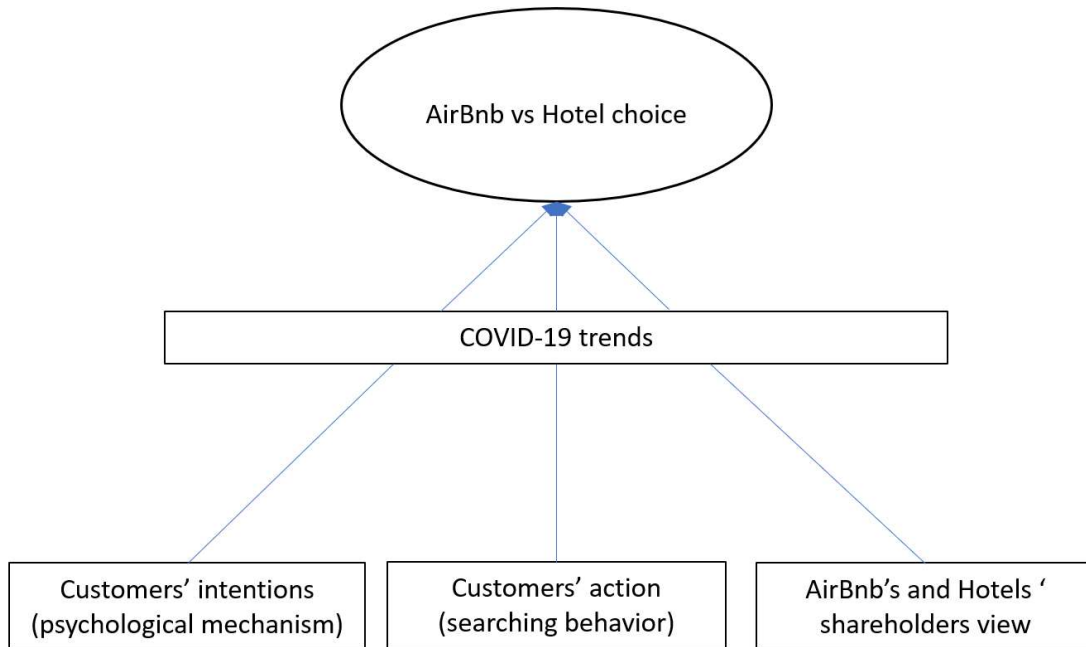 AirBnb vs Hotel choice
COVID-19 trends
Customers’ intentions
(psychological mechanism)
Customers’ action
(searching behavior)
AirBnb’s and Hotels ‘
shareholders view